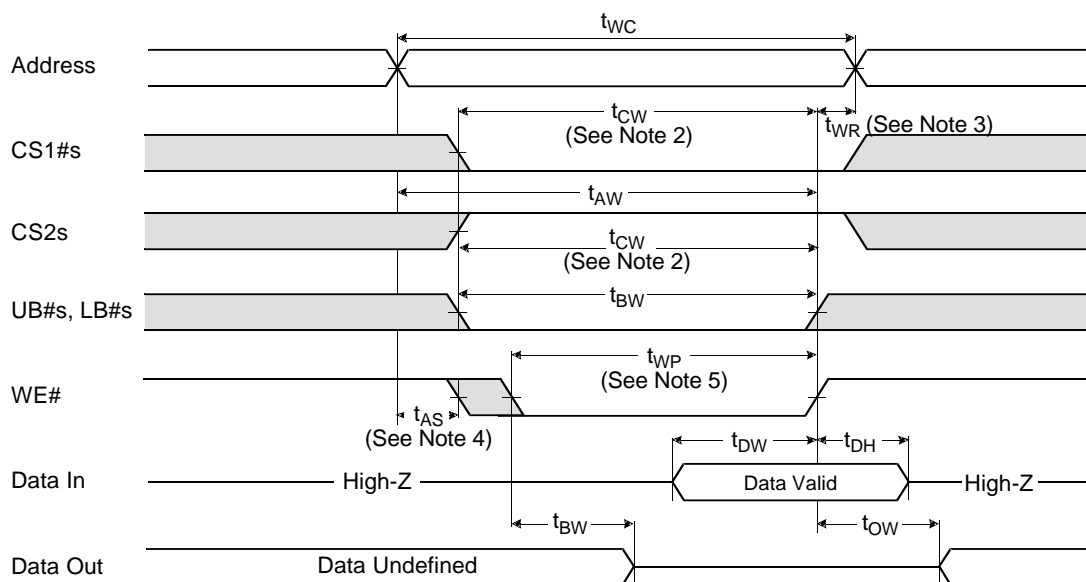 tWC
Address
tCW
(See Note 2)
tWR (See Note 3)
CS1#s
tAW
CS2s
tCW
(See Note 2)
tBW
UB#s, LB#s
tWP
(See Note 5)
WE#
tAS
(See Note 4)
tDW
tDH
Data In
High-Z
Data Valid
High-Z
tBW
tOW
Data Out
Data Undefined